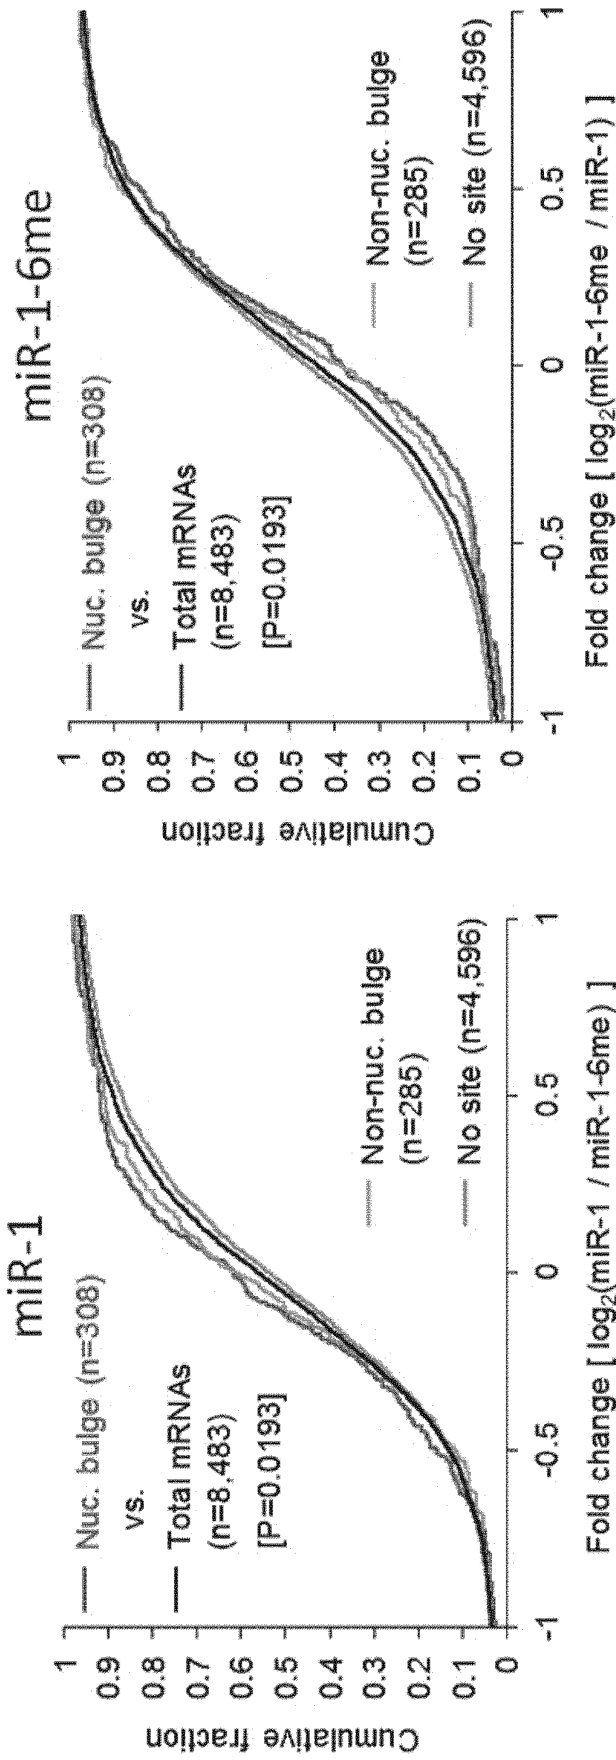 miR-1
Cumulative fraction
1
0.9
0.8
0.7
0.6
0.5
0.4
0.3
0.2
0.1
0
Nuc. bulge (n=308)
vs.
Total mRNAs
(n=8,483)
[P=0.0193]
Non-nuc. bulge
(n=285)
No site (n=4,596)
-1
-0.5
0
0.5
1
Fold change [ log₂(miR-1 / miR-1-6me) ]
miR-1-6me
Cumulative fraction
1
0.9
0.8
0.7
0.6
0.5
0.4
0.3
0.2
0.1
0
Nuc. bulge (n=308)
vs.
Total mRNAs
(n=8,483)
[P=0.0193]
Non-nuc. bulge
(n=285)
No site (n=4,596)
-1
-0.5
0
0.5
1
Fold change [ log₂(miR-1-6me / miR-1) ]